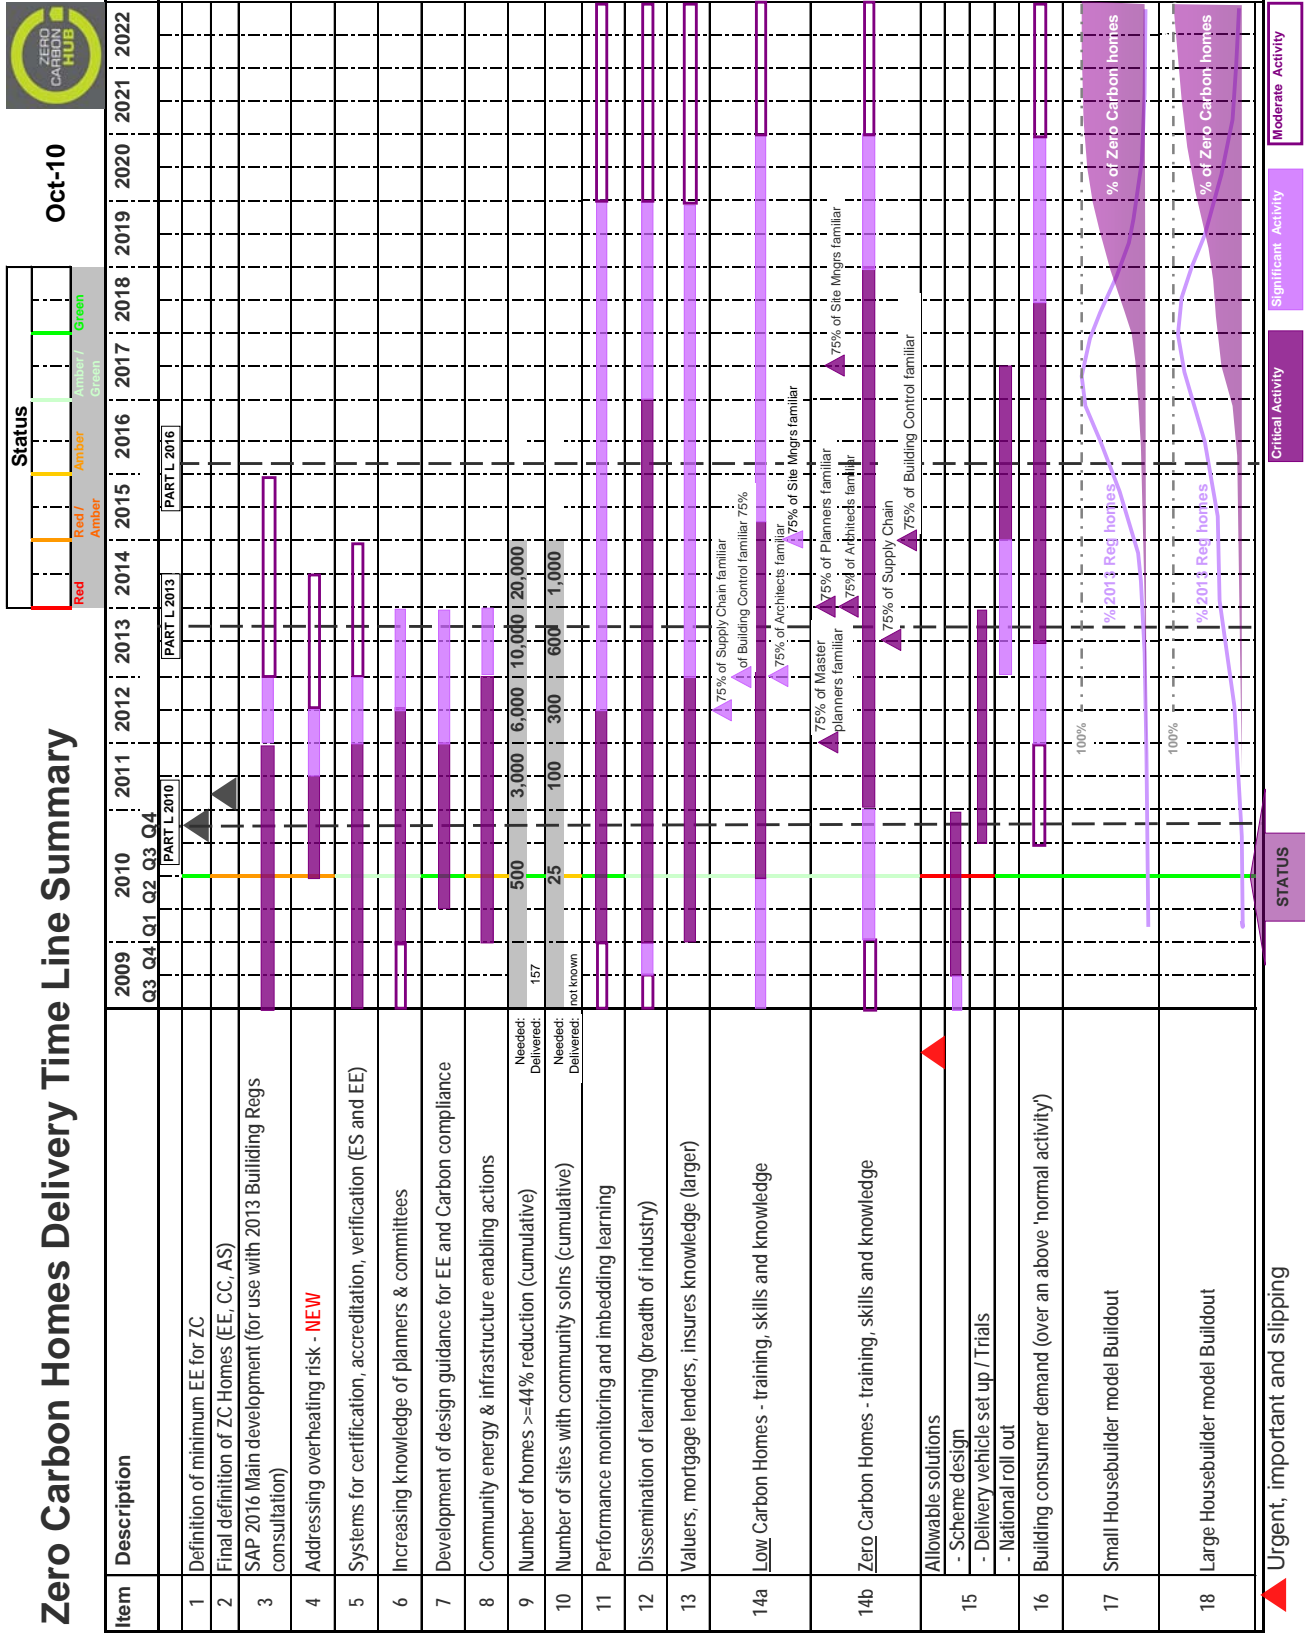 Zero Carbon Homes Delivery Time Line Summary
Oct-10
ZERO
CARBON
HUB
Status
Red
Red /
Amber
Amber
Amber /
Green
Green
Item
Description
2009
2010
2011
2012
2013
2014
2015
2016
2017
2018
2019
2020
2021
2022
Q3 Q4 Q1 Q2 Q3 Q4
PART L 2010
PART L 2013
PART L 2016
1 Definition of minimum EE for ZC
2 Final definition of ZC Homes (EE, CC, AS)
3 SAP 2016 Main development (for use with 2013 Builiding Regs
consultation)
4 Addressing overheating risk - NEW
5 Systems for certification, accreditation, verification (ES and EE)
6 Increasing knowledge of planners & committees
7 Development of design guidance for EE and Carbon compliance
8 Community energy & infrastructure enabling actions
9 Number of homes >=44% reduction (cumulative)
Needed: 500 3,000 6,000 10,000 20,000
Delivered: 157
10 Number of sites with community solns (cumulative)
Needed: 25 100 300 600 1,000
Delivered: not known
11 Performance monitoring and imbedding learning
12 Dissemination of learning (breadth of industry)
13 Valuers, mortgage lenders, insures knowledge (larger)
14a Low Carbon Homes - training, skills and knowledge
75% of Supply Chain familiar
of Building Control familiar 75%
75% of Architects familiar
75% of Site Mngrs familiar
14b Zero Carbon Homes - training, skills and knowledge
75% of Master
planners familiar
75% of Planners familiar
75% of Architects familiar
75% of Site Mngrs familiar
75% of Supply Chain
75% of Building Control familiar
15 Allowable solutions
- Scheme design
- Delivery vehicle set up / Trials
- National roll out
16 Building consumer demand (over an above 'normal activity')
17 Small Housebuilder model Buildout
100%
% 2013 Reg homes
% of Zero Carbon homes
18 Large Housebuilder model Buildout
100%
% 2013 Reg homes
% of Zero Carbon homes
Urgent, important and slipping
STATUS
Critical Activity
Significant Activity
Moderate Activity